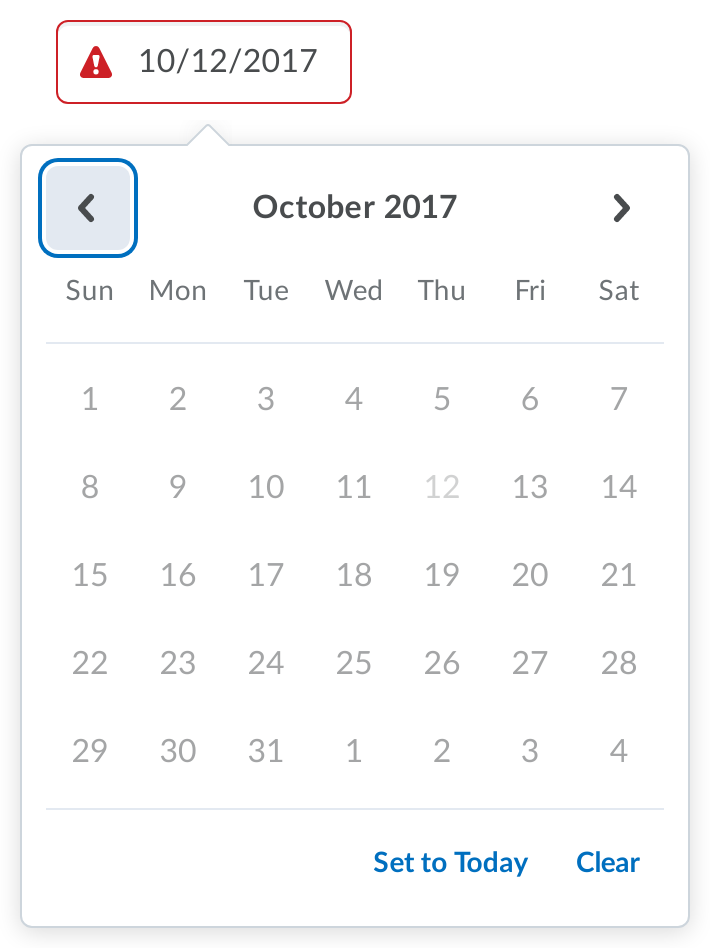 10/12/2017
October 2017
Sun Mon Tue Wed Thu Fri Sat
1 2 3 4 5 6 7
8 9 10 11 12 13 14
15 16 17 18 19 20 21
22 23 24 25 26 27 28
29 30 31 1 2 3 4
Set to Today Clear